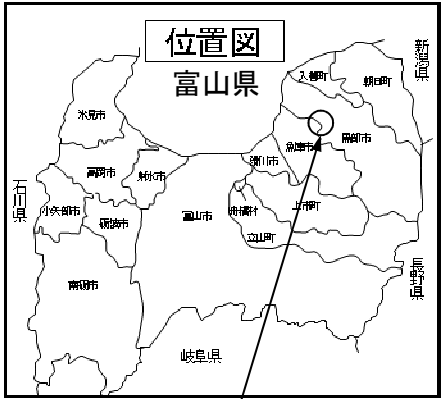 位置図
富山県
新潟県
入善町
朝日町
氷見市
魚津市
黒部市
滑川市
高岡市
射水市
石川県
小矢部市
砺波市
富山市
舟橋村
上市町
立山町
南砺市
長野県
岐阜県